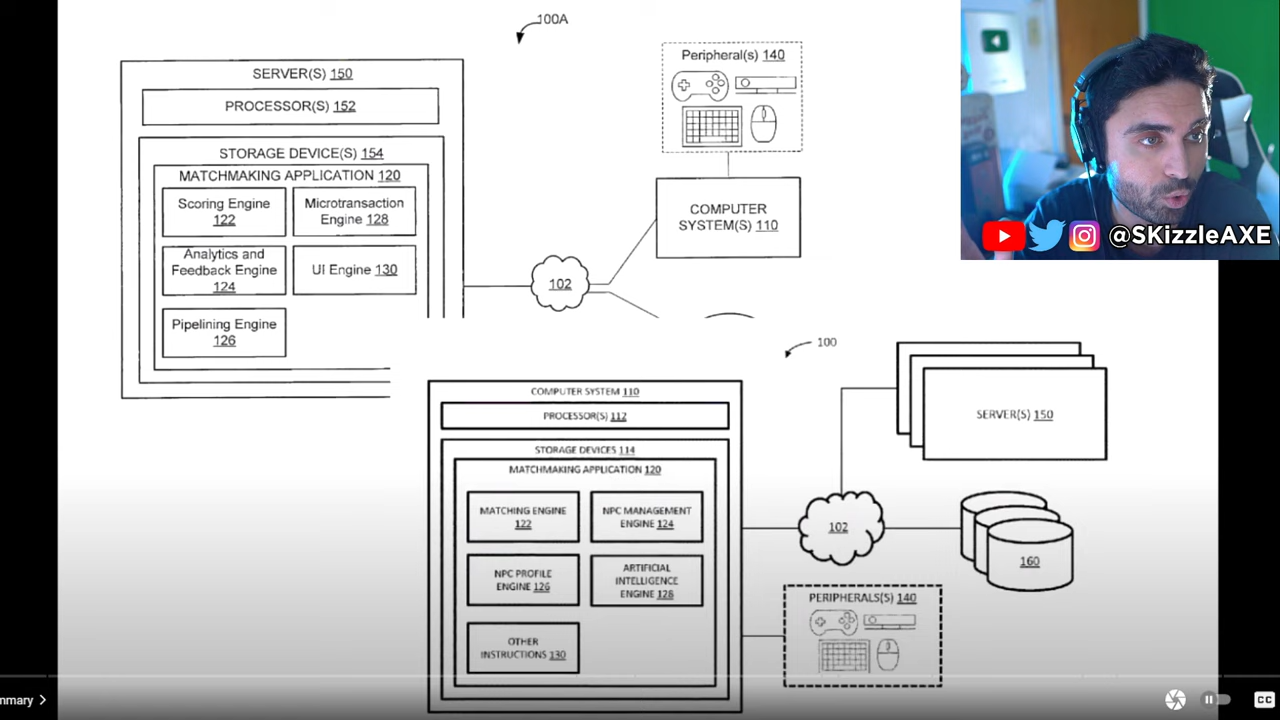 100A
SERVER(S) 150
PROCESSOR(S) 152
STORAGE DEVICE(S) 154
MATCHMAKING APPLICATION 120
Scoring Engine
122
Microtransaction
Engine 128
Analytics and
Feedback Engine
124
UI Engine 130
Pipelining Engine
126
102
Peripheral(s) 140
COMPUTER
SYSTEM(S) 110
@SKizzleAXE
100
COMPUTER SYSTEM 110
PROCESSOR(S) 112
STORAGE DEVICES 114
MATCHMAKING APPLICATION 120
MATCHING ENGINE
122
NPC MANAGEMENT
ENGINE 124
NPC PROFILE
ENGINE 126
ARTIFICIAL
INTELLIGENCE
ENGINE 128
OTHER
INSTRUCTIONS 130
102
SERVER(S) 150
160
PERIPHERALS(S) 140
mmary
CC